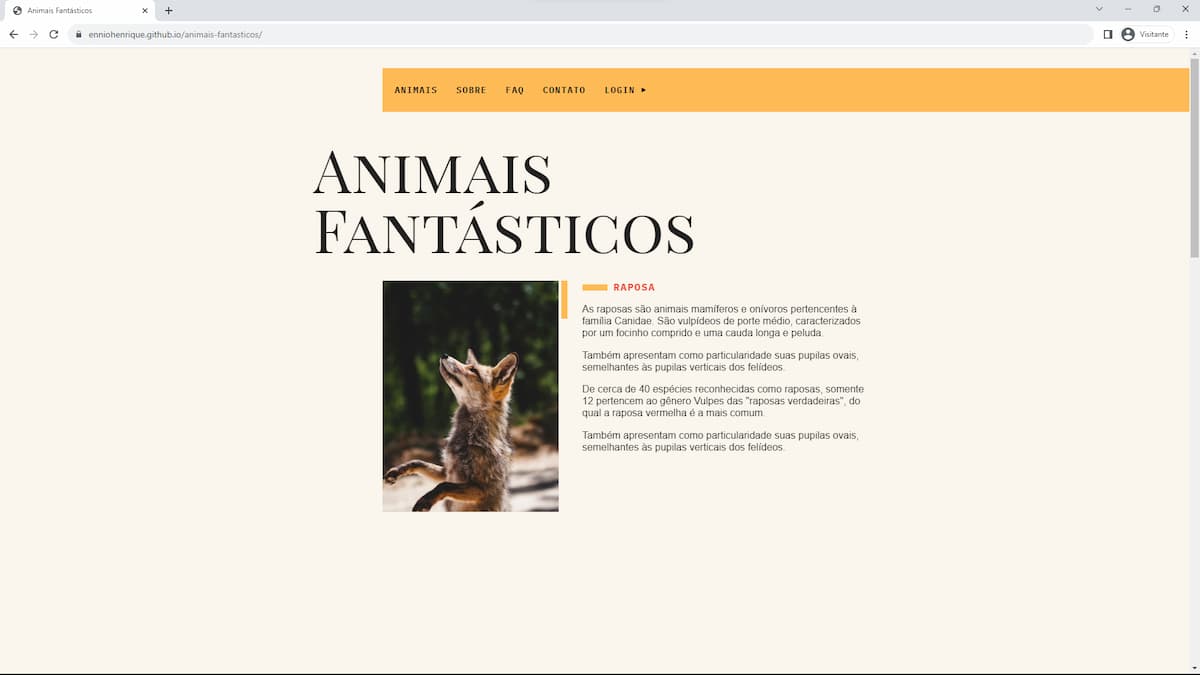 Animais Fantásticos
enniohenrique.github.io/animais-fantasticos/
Visitante
ANIMAIS SOBRE FAQ CONTATO LOGIN ▸
Animais
Fantásticos
RAPOSA
As raposas são animais mamíferos e onívoros pertencentes à
família Canidae. São vulpídeos de porte médio, caracterizados
por um focinho comprido e uma cauda longa e peluda.
Também apresentam como particularidade suas pupilas ovais,
semelhantes às pupilas verticais dos felídeos.
De cerca de 40 espécies reconhecidas como raposas, somente
12 pertencem ao gênero Vulpes das "raposas verdadeiras", do
qual a raposa vermelha é a mais comum.
Também apresentam como particularidade suas pupilas ovais,
semelhantes às pupilas verticais dos felídeos.